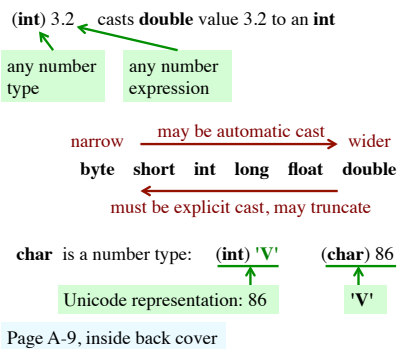 (int) 3.2 casts double value 3.2 to an int
any number type
any number expression
may be automatic cast
narrow wider
byte short int long float double
must be explicit cast, may truncate
char is a number type: (int) 'V' (char) 86
Unicode representation: 86 'V'
Page A-9, inside back cover